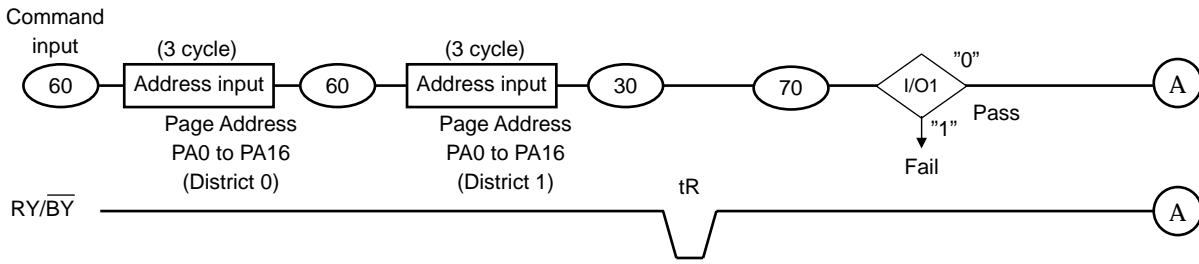 Command
input
(3 cycle)
(3 cycle)
"0"
60
Address input
60
Address input
30
70
I/O1
A
Page Address
PA0 to PA16
(District 0)
Page Address
PA0 to PA16
(District 1)
"1"
Pass
Fail
tR
RY/BY
A